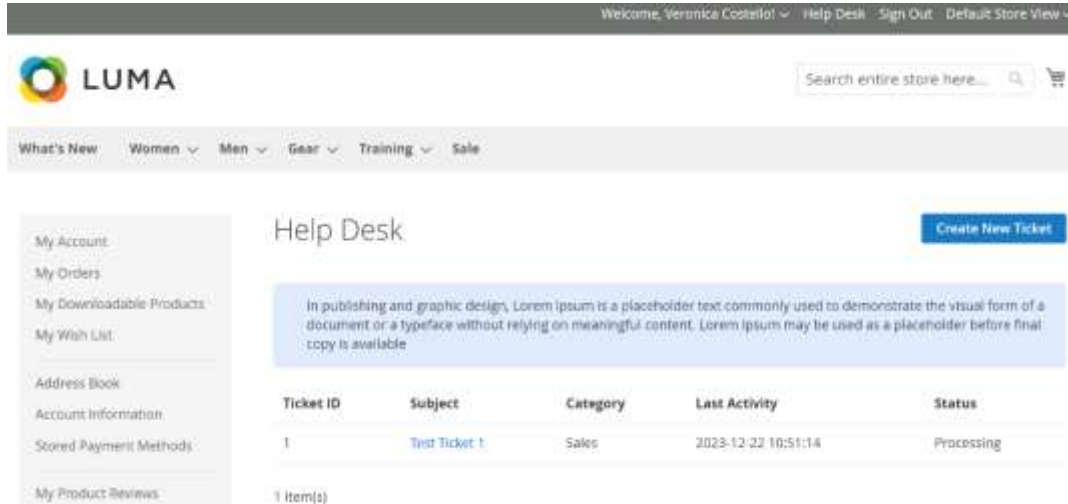 Welcome, Veronica Costello! Help Desk Sign Out Default Store View
LUMA
Search entire store here...
What's New Women Men Gear Training Sale
My Account
My Orders
My Downloadable Products
My Wish List
Address Book
Account Information
Stored Payment Methods
My Product Reviews
Help Desk
Create New Ticket
In publishing and graphic design, Lorem ipsum is a placeholder text commonly used to demonstrate the visual form of a
document or a typeface without relying on meaningful content. Lorem ipsum may be used as a placeholder before final
copy is available
Ticket ID Subject Category Last Activity Status
1 Test Ticket 1 Sales 2023-12-22 10:51:14 Processing
1 Item(s)